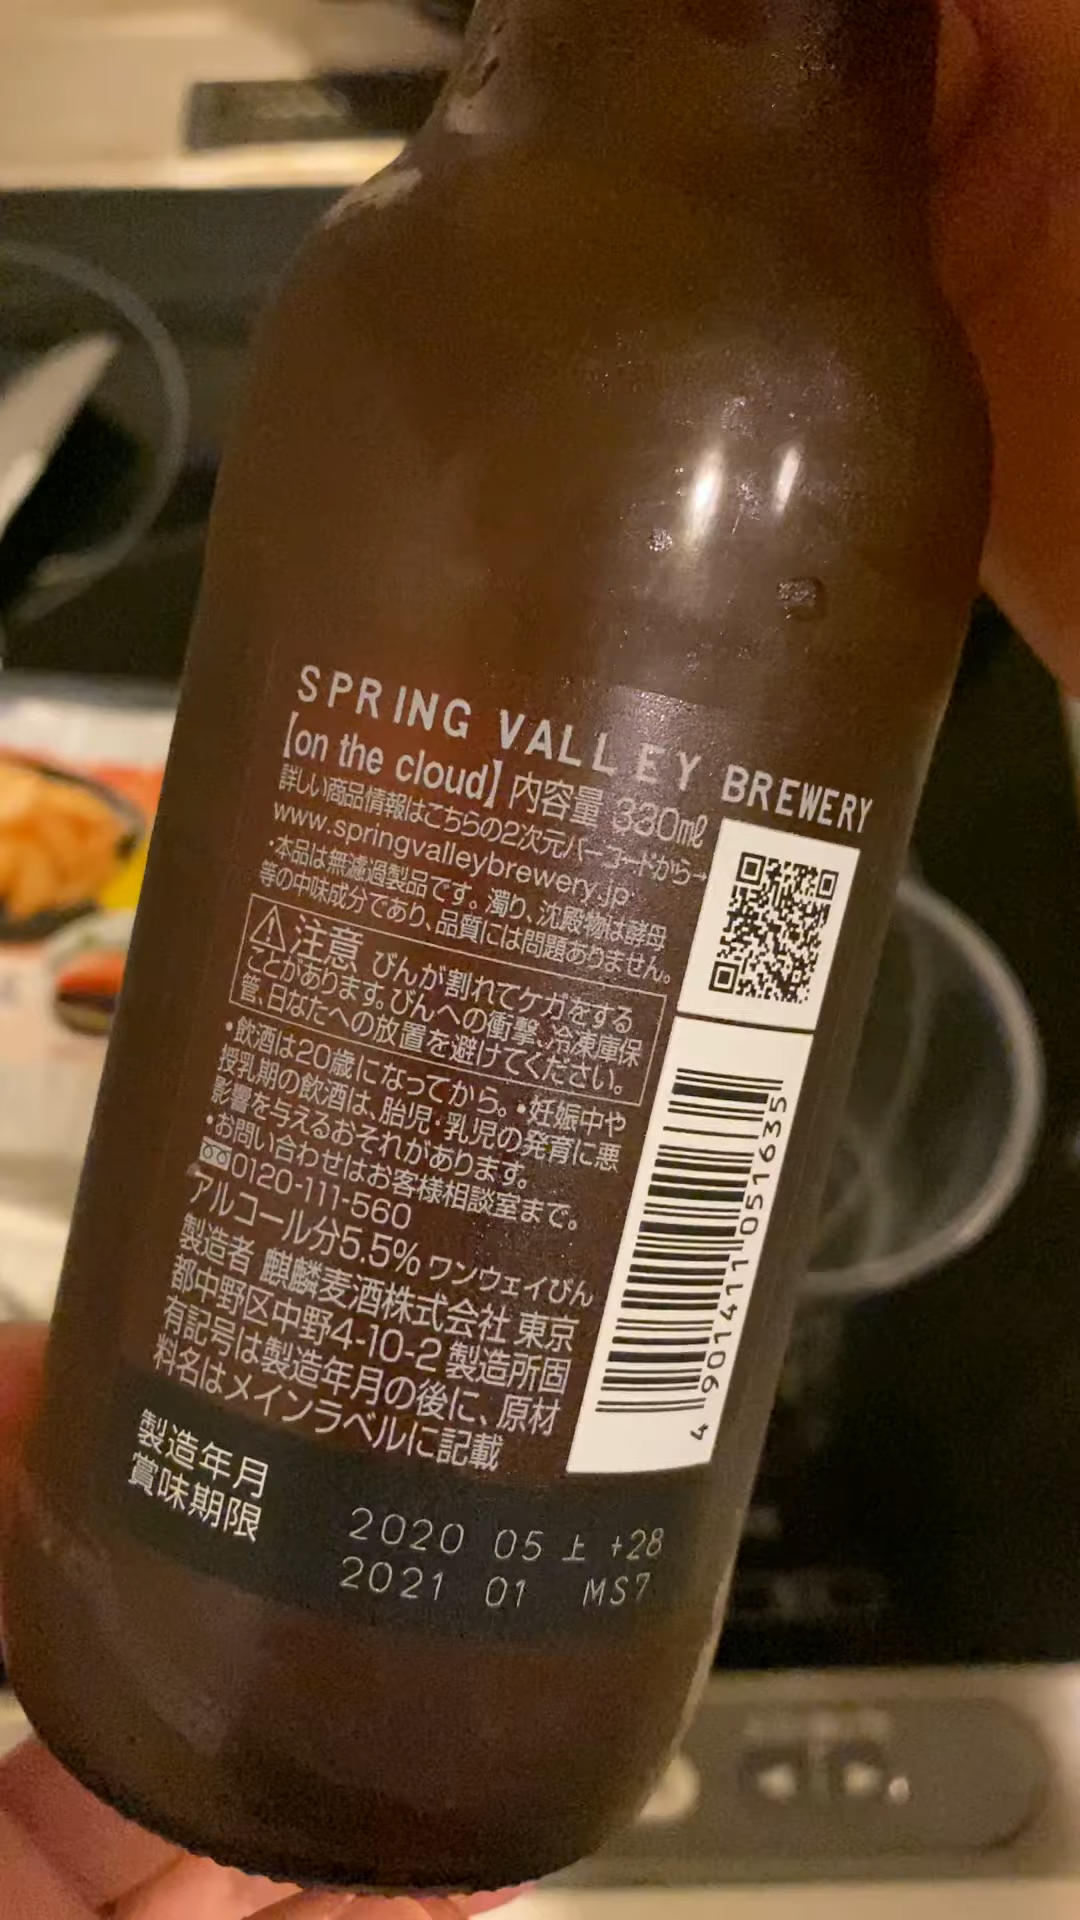 SPRING VALLEY BREWERY
【on the cloud】内容量 330㎖
詳しい商品情報はこちらの2次元バーコードから→
www.springvalleybrewery.jp
・本品は無濾過製品です。濁り、沈殿物は酵母
等の中味成分であり、品質には問題ありません。
⚠注意 びんが割れてケガをする
ことがあります。びんへの衝撃、冷凍庫保
管、日なたへの放置を避けてください。
・飲酒は20歳になってから。・妊娠中や
授乳期の飲酒は、胎児・乳児の発育に悪
影響を与えるおそれがあります。
・お問い合わせはお客様相談室まで。
0120-111-560
アルコール分5.5% ワンウェイびん
製造者 麒麟麦酒株式会社 東京
都中野区中野4-10-2 製造所固
有記号は製造年月の後に、原材
料名はメインラベルに記載
4 901411 051635
製造年月 2020 05 上 +28
賞味期限 2021 01 MS7